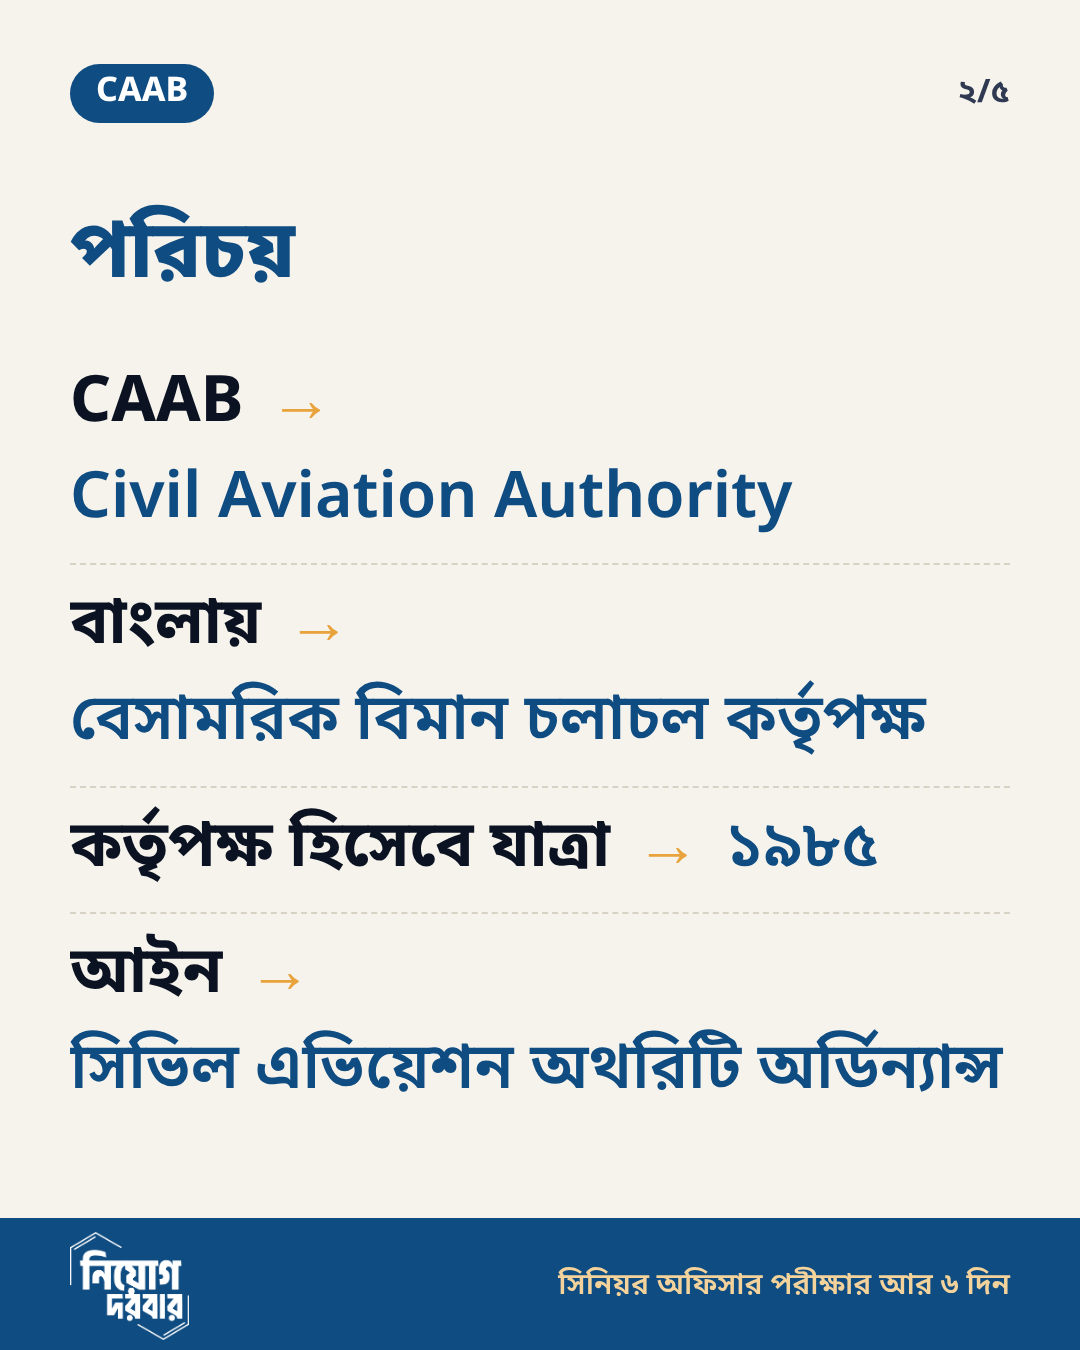 CAAB
২/৫
পরিচয়
CAAB →
Civil Aviation Authority
বাংলায় →
বেসামরিক বিমান চলাচল কর্তৃপক্ষ
কর্তৃপক্ষ হিসেবে যাত্রা → ১৯৮৫
আইন →
সিভিল এভিয়েশন অথরিটি অর্ডিন্যান্স
নিয়োগ
দরবার
সিনিয়র অফিসার পরীক্ষার আর ৬ দিন